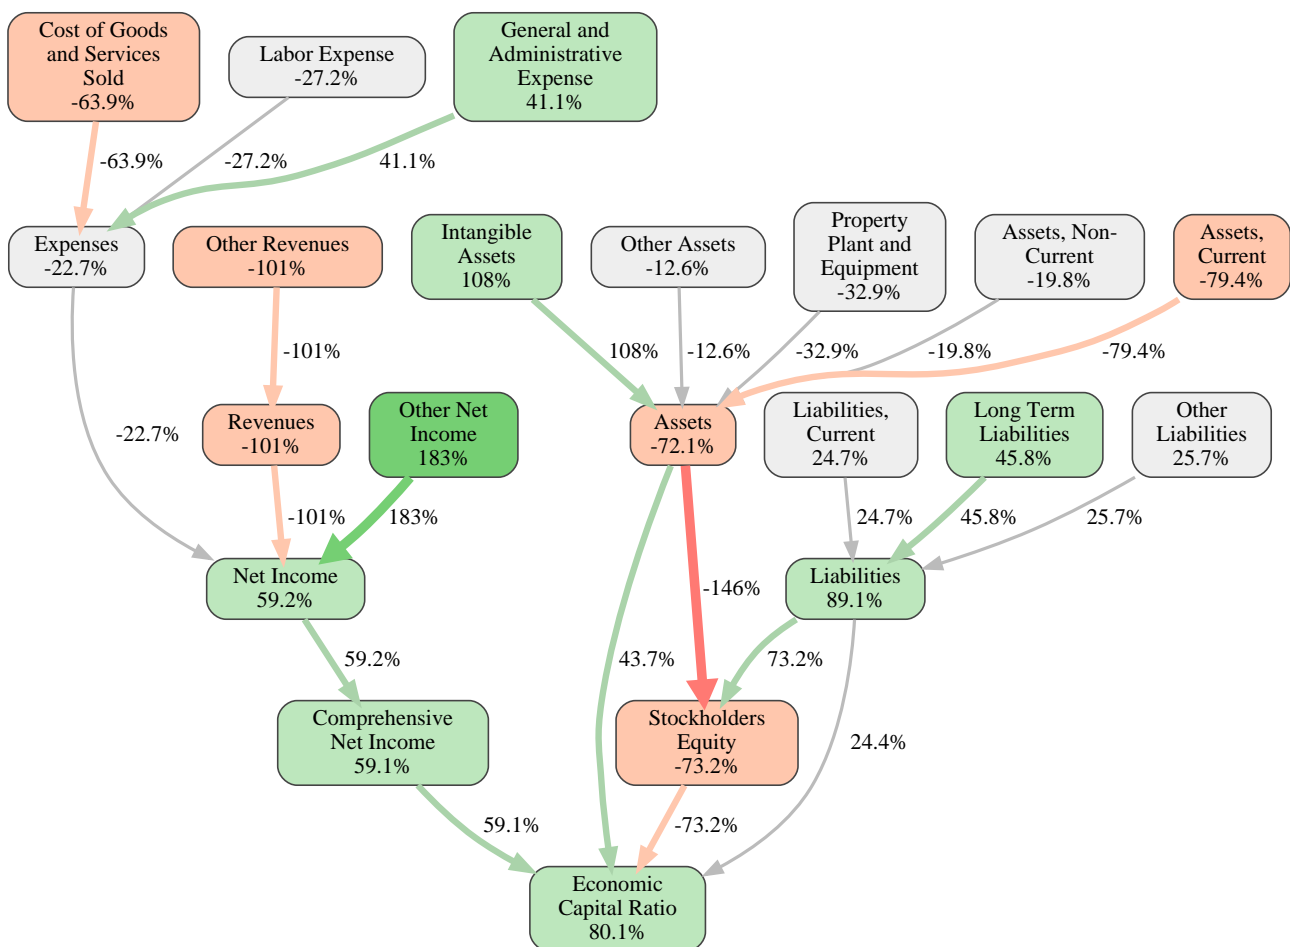 Cost of Goods
and Services
Sold
-63.9%
Labor Expense
-27.2%
General and
Administrative
Expense
41.1%
-63.9%
-27.2%
41.1%
Expenses
-22.7%
Other Revenues
-101%
Intangible
Assets
108%
Other Assets
-12.6%
Property
Plant and
Equipment
-32.9%
Assets, Non-
Current
-19.8%
Assets,
Current
-79.4%
-101%
108%
-12.6%
-32.9%
-19.8%
-79.4%
-22.7%
Revenues
-101%
Other Net
Income
183%
Assets
-72.1%
Liabilities,
Current
24.7%
Long Term
Liabilities
45.8%
Other
Liabilities
25.7%
-101%
183%
24.7%
45.8%
25.7%
Net Income
59.2%
-146%
Liabilities
89.1%
59.2%
43.7%
73.2%
Comprehensive
Net Income
59.1%
Stockholders
Equity
-73.2%
24.4%
59.1%
-73.2%
Economic
Capital Ratio
80.1%